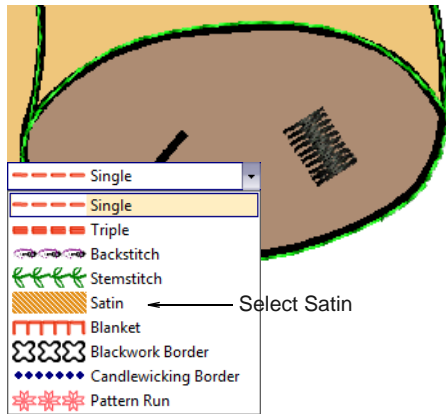 Single
Single
Triple
Backstitch
Stemstitch
Satin
Select Satin
Blanket
Blackwork Border
Candlewicking Border
Pattern Run